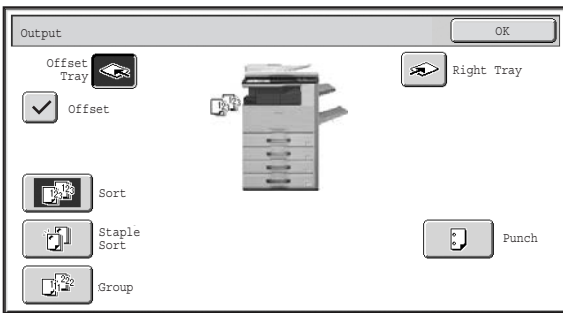 Output
OK
Offset
Tray
Right Tray
Offset
Sort
Staple
Sort
Punch
Group